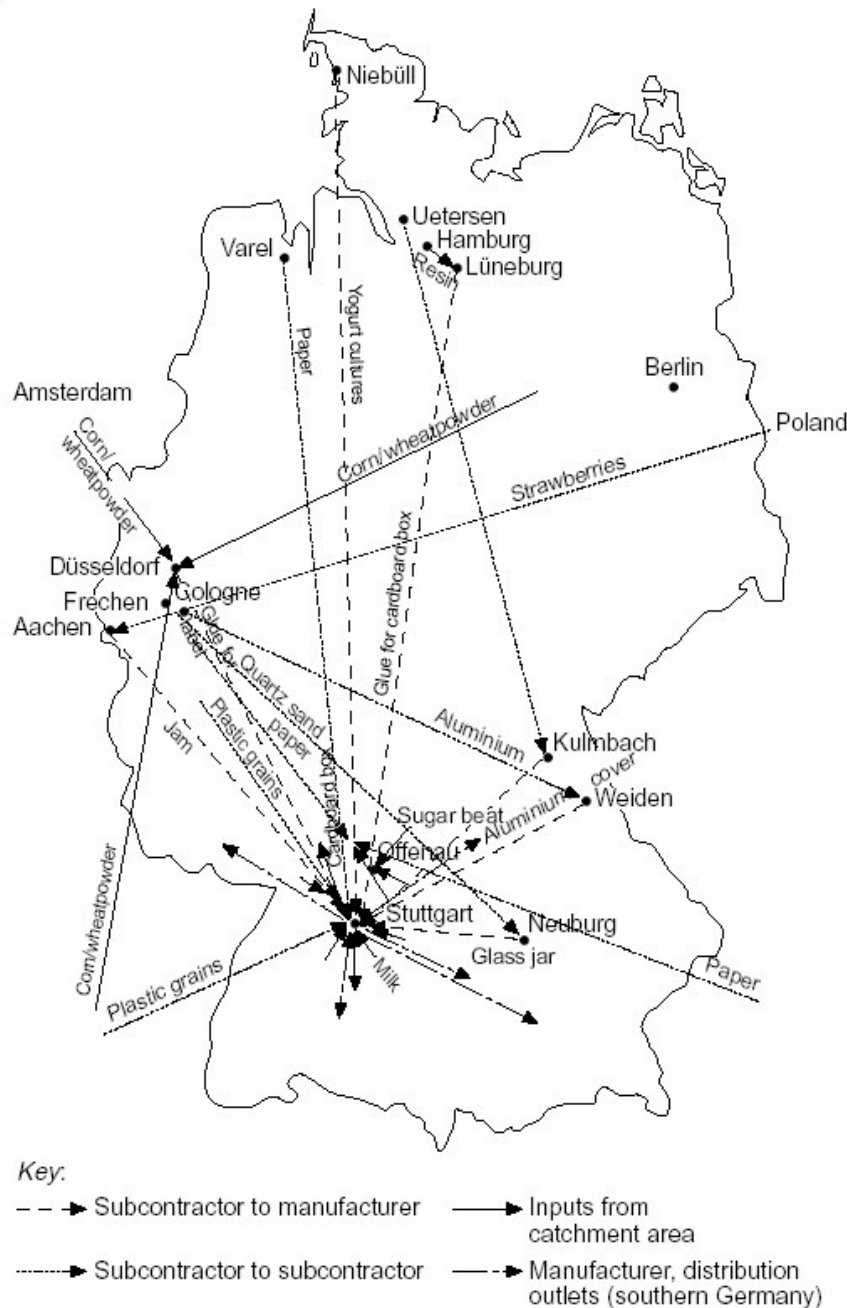 Niebüll
Uetersen
Hamburg
Varel
Resin
Lüneburg
Yogurt cultures
Paper
Berlin
Amsterdam
Poland
Corn/
wheatpowder
Corn/wheatpowder
Strawberries
Glue for cardboard box
Düsseldorf
Frechen
Gologne
Aachen
Label
Glue for
paper
Quartz sand
Plastic grains
Jam
Aluminium
Kulmbach
Weiden
Aluminium cover
Cardboard box
Sugar beat
Offenau
Stuttgart
Neuburg
Glass jar
Corn/wheatpowder
Plastic grains
Milk
Paper
Key:
Subcontractor to manufacturer
Inputs from
catchment area
Subcontractor to subcontractor
Manufacturer, distribution
outlets (southern Germany)